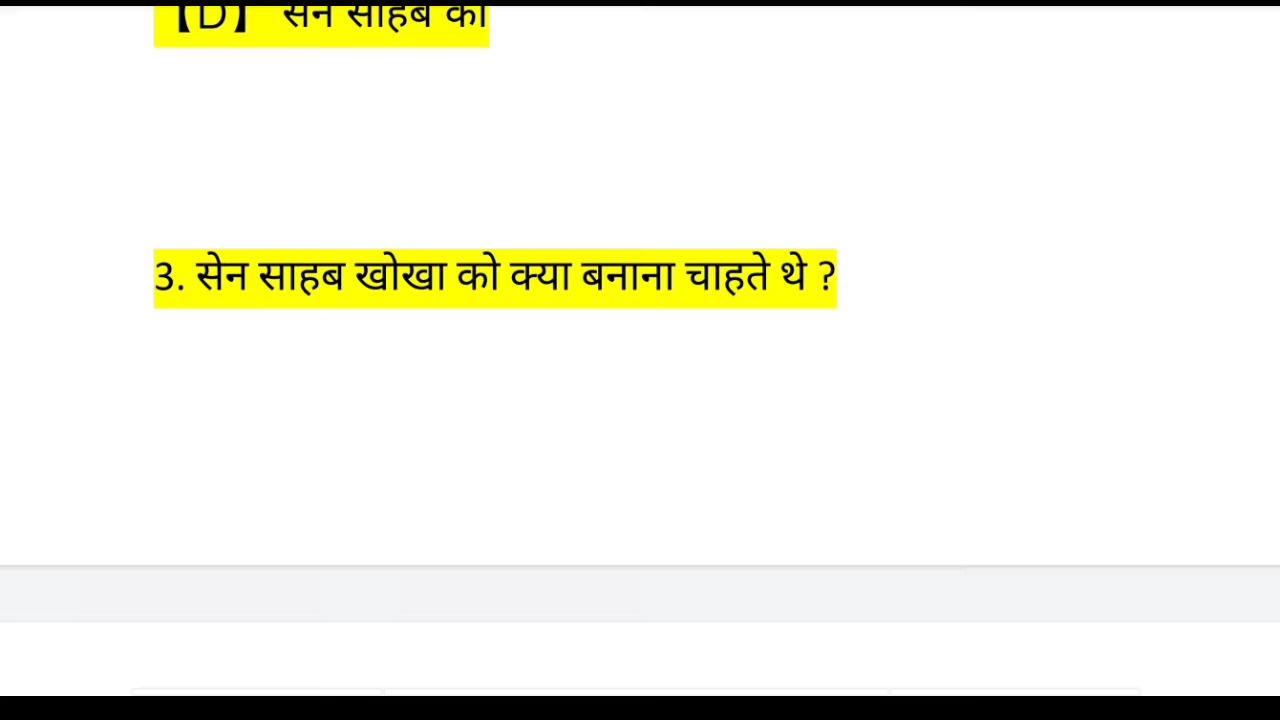 【D】 सेन साहब की
3. सेन साहब खोखा को क्या बनाना चाहते थे ?